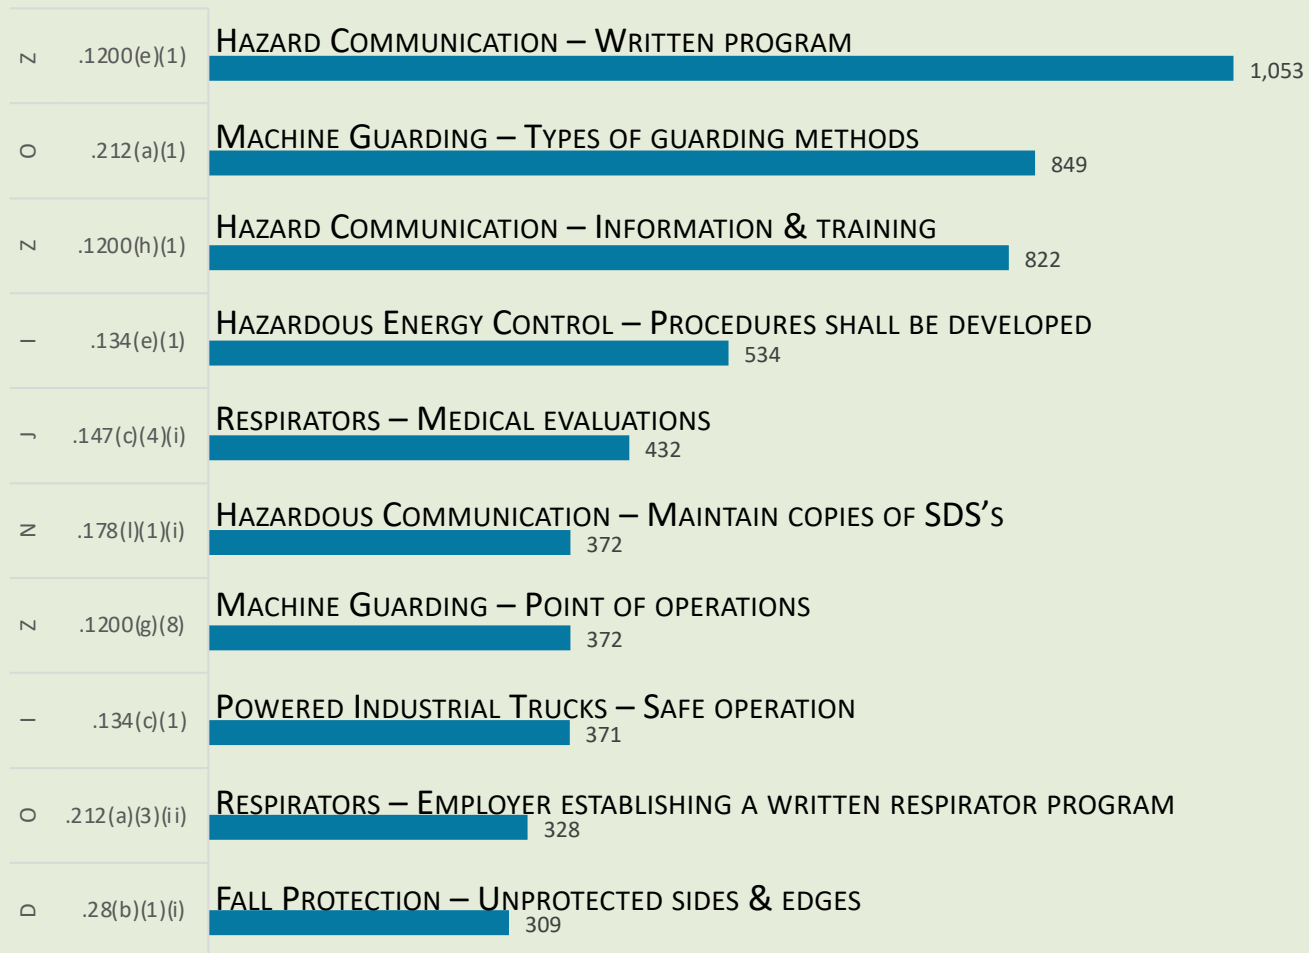 HAZARD COMMUNICATION – WRITTEN PROGRAM
Z .1200(e)(1) 1,053
MACHINE GUARDING – TYPES OF GUARDING METHODS
O .212(a)(1) 849
HAZARD COMMUNICATION – INFORMATION & TRAINING
Z .1200(h)(1) 822
HAZARDOUS ENERGY CONTROL – PROCEDURES SHALL BE DEVELOPED
I .134(e)(1) 534
RESPIRATORS – MEDICAL EVALUATIONS
J .147(c)(4)(i) 432
HAZARDOUS COMMUNICATION – MAINTAIN COPIES OF SDS'S
N .178(l)(1)(i) 372
MACHINE GUARDING – POINT OF OPERATIONS
Z .1200(g)(8) 372
POWERED INDUSTRIAL TRUCKS – SAFE OPERATION
I .134(c)(1) 371
RESPIRATORS – EMPLOYER ESTABLISHING A WRITTEN RESPIRATOR PROGRAM
O .212(a)(3)(ii) 328
FALL PROTECTION – UNPROTECTED SIDES & EDGES
D .28(b)(1)(i) 309